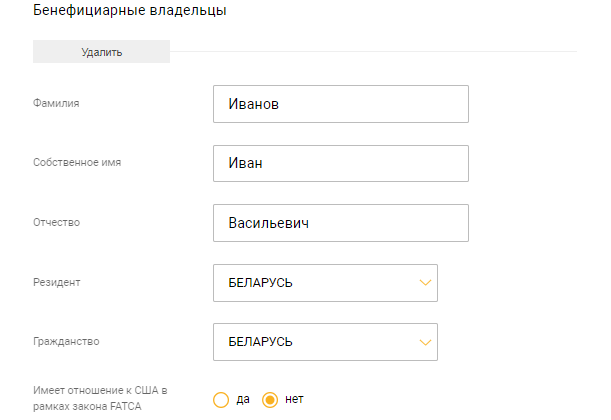 Бенефициарные владельцы
Удалить
Фамилия
Иванов
Собственное имя
Иван
Отчество
Васильевич
Резидент
БЕЛАРУСЬ
Гражданство
БЕЛАРУСЬ
Имеет отношение к США в
рамках закона FATCA
да нет